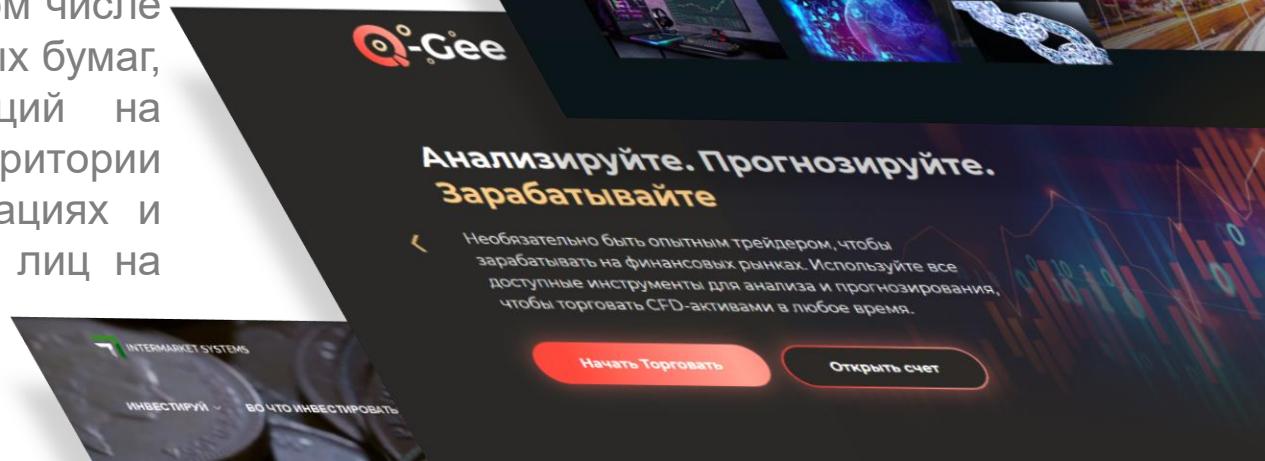 ом числе
ых бумаг,
ций на
ритории
ациях и
лиц на
Q-Gee
Анализируйте. Прогнозируйте.
Зарабатывайте
Необязательно быть опытным трейдером, чтобы
зарабатывать на финансовых рынках. Используйте все
доступные инструменты для анализа и прогнозирования,
чтобы торговать CFD-активами в любое время.
Начать Торговать
Открыть счет
INTERMARKET SYSTEMS
ИНВЕСТИРУЙ
ВО ЧТО ИНВЕСТИРОВАТЬ